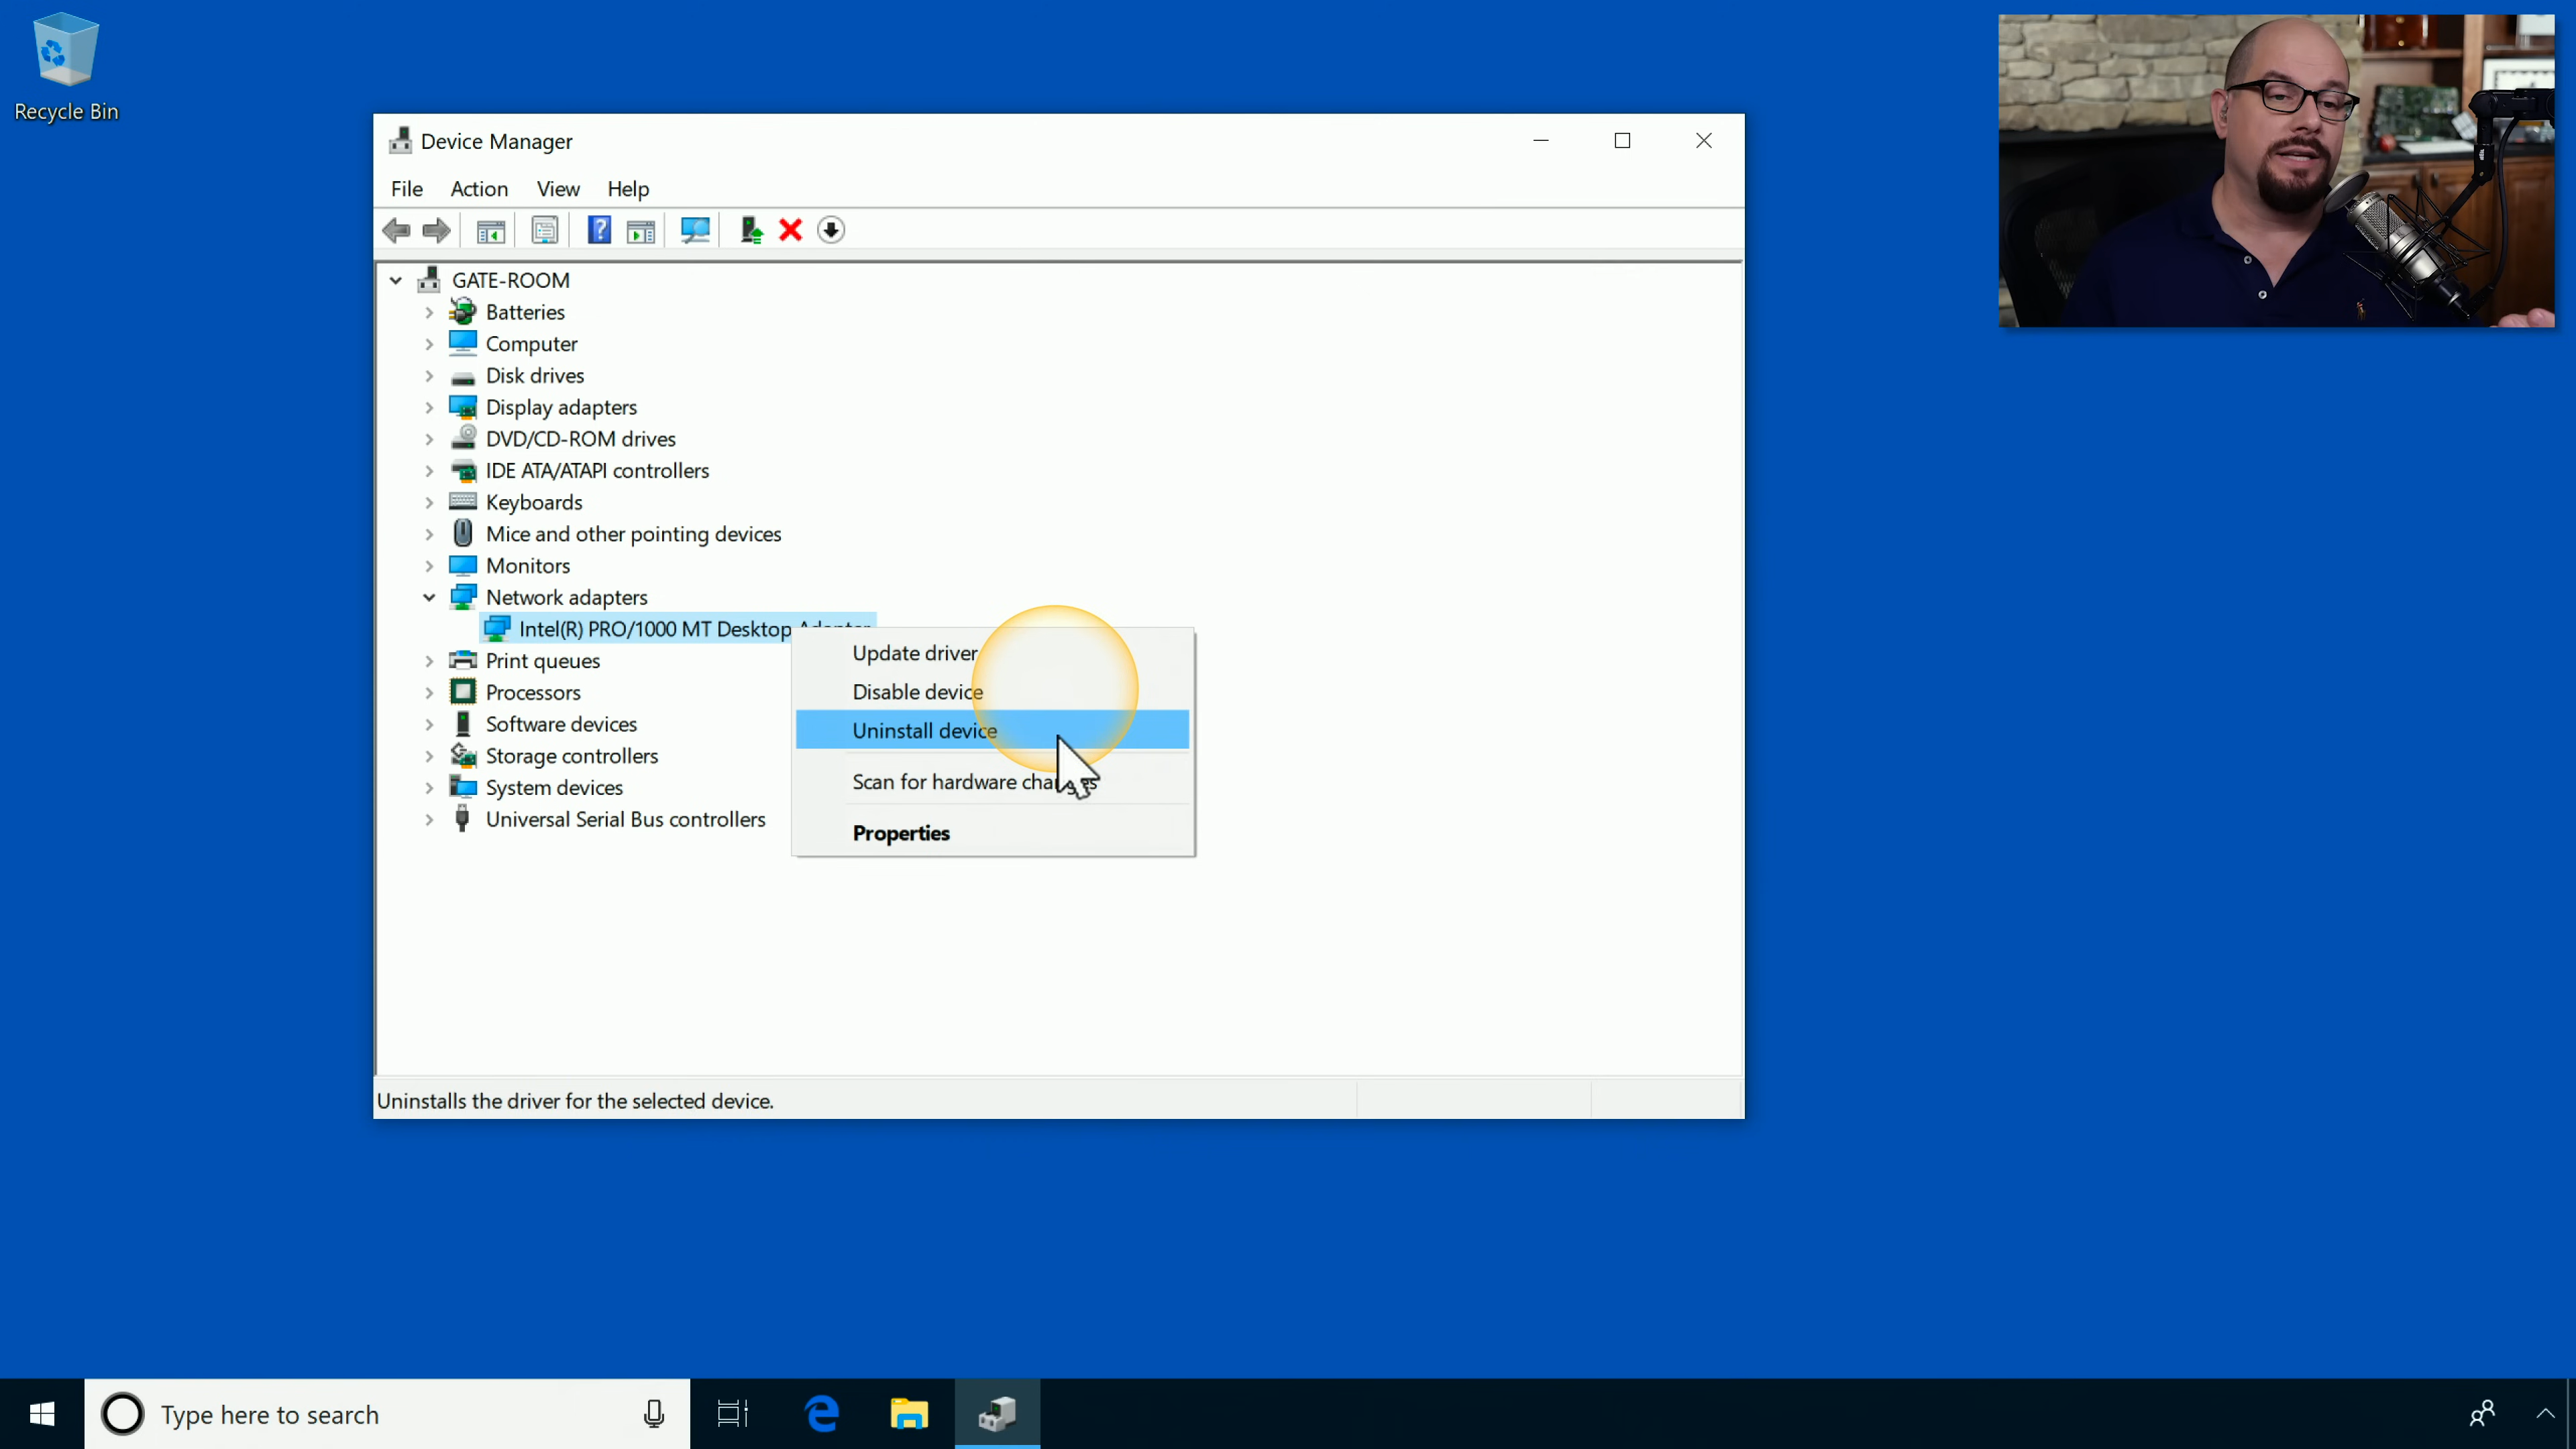 Recycle Bin
Device Manager
File Action View Help
GATE-ROOM
Batteries
Computer
Disk drives
Display adapters
DVD/CD-ROM drives
IDE ATA/ATAPI controllers
Keyboards
Mice and other pointing devices
Monitors
Network adapters
Intel(R) PRO/1000 MT Desktop
Update driver
Disable device
Uninstall device
Scan for hardware changes
Properties
Print queues
Processors
Software devices
Storage controllers
System devices
Universal Serial Bus controllers
Uninstalls the driver for the selected device.
Type here to search